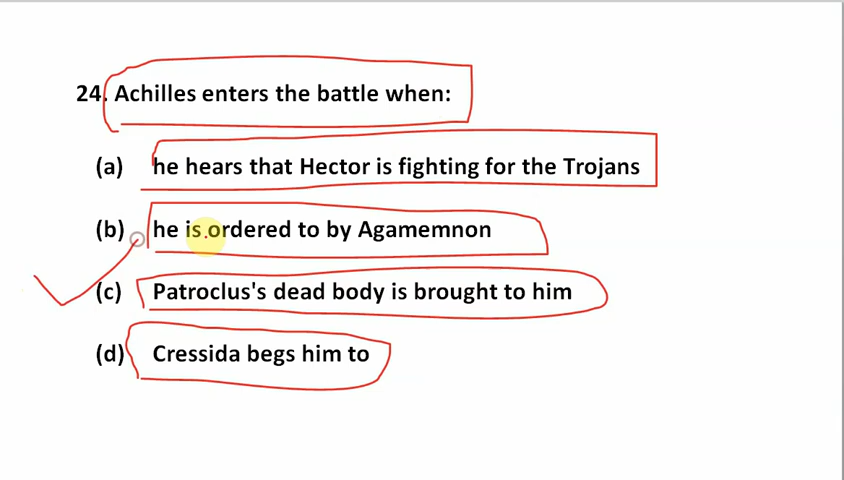 24. Achilles enters the battle when:
(a) he hears that Hector is fighting for the Trojans
(b) he is ordered to by Agamemnon
(c) Patroclus's dead body is brought to him
(d) Cressida begs him to